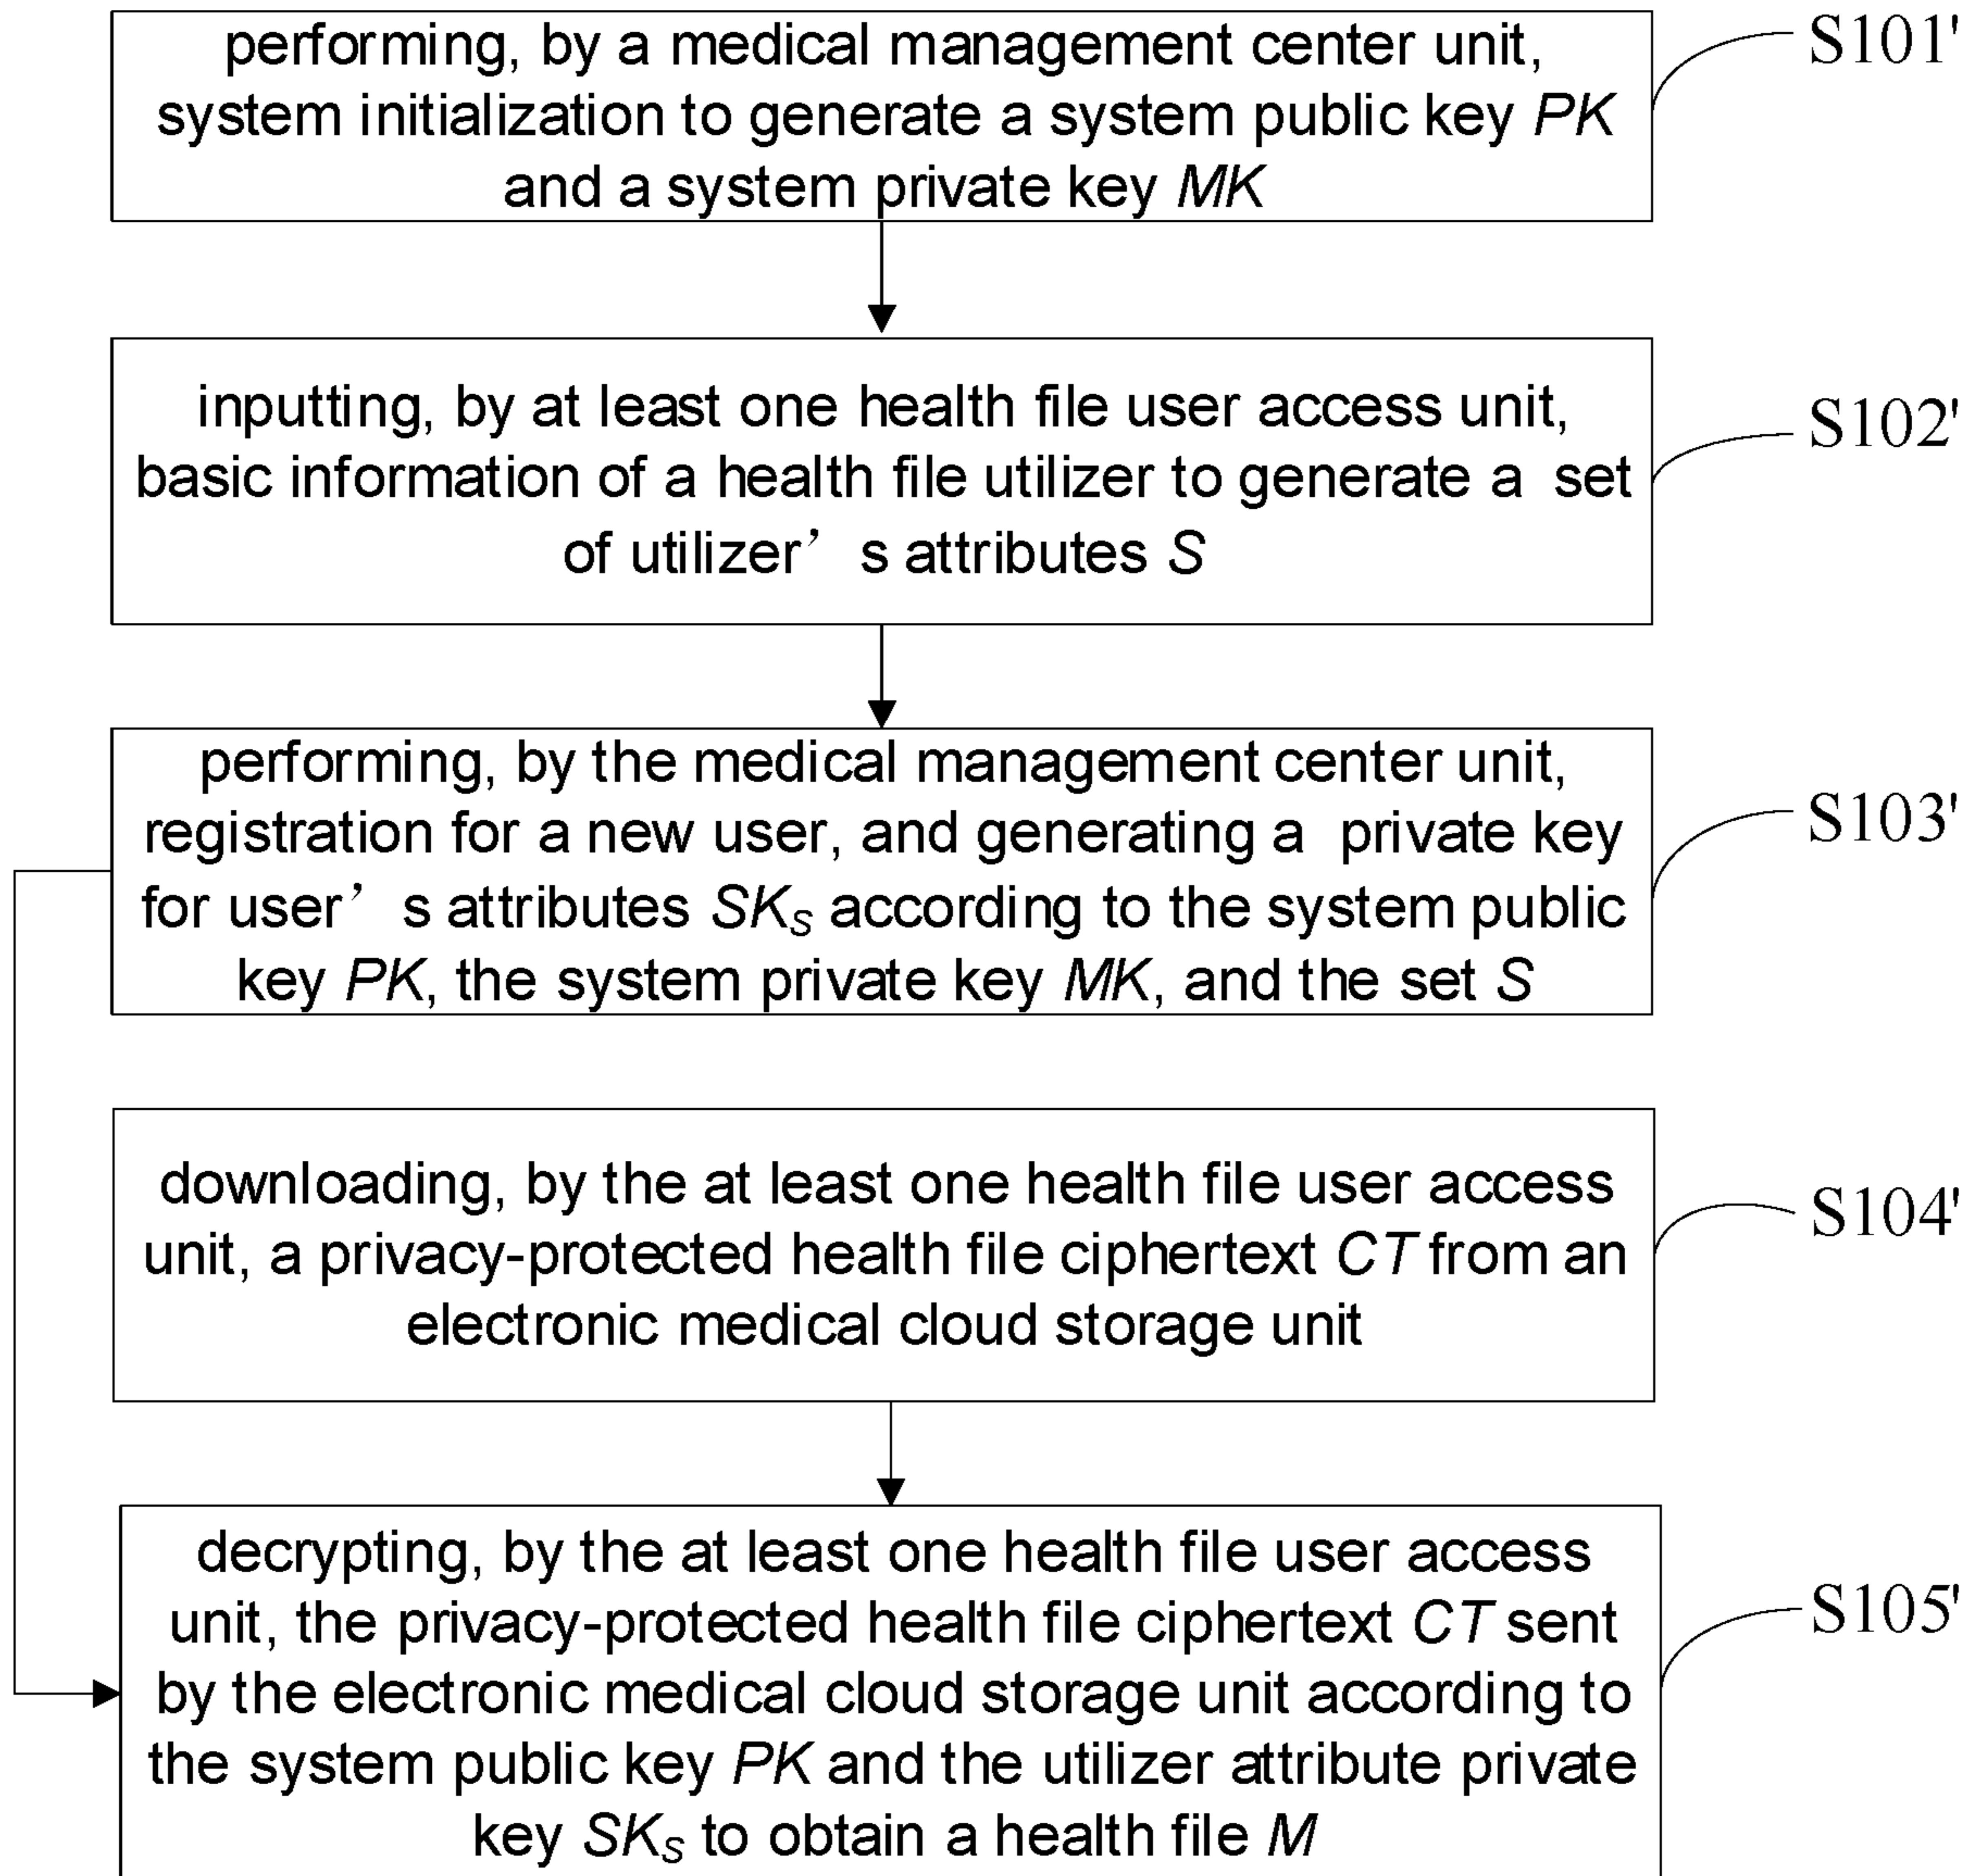 performing, by a medical management center unit,
system initialization to generate a system public key PK
and a system private key MK
S101'
inputting, by at least one health file user access unit,
basic information of a health file utilizer to generate a set
of utilizer’s attributes S
S102'
performing, by the medical management center unit,
registration for a new user, and generating a private key
for user’s attributes SKS according to the system public
key PK, the system private key MK, and the set S
S103'
downloading, by the at least one health file user access
unit, a privacy-protected health file ciphertext CT from an
electronic medical cloud storage unit
S104'
decrypting, by the at least one health file user access
unit, the privacy-protected health file ciphertext CT sent
by the electronic medical cloud storage unit according to
the system public key PK and the utilizer attribute private
key SKS to obtain a health file M
S105'